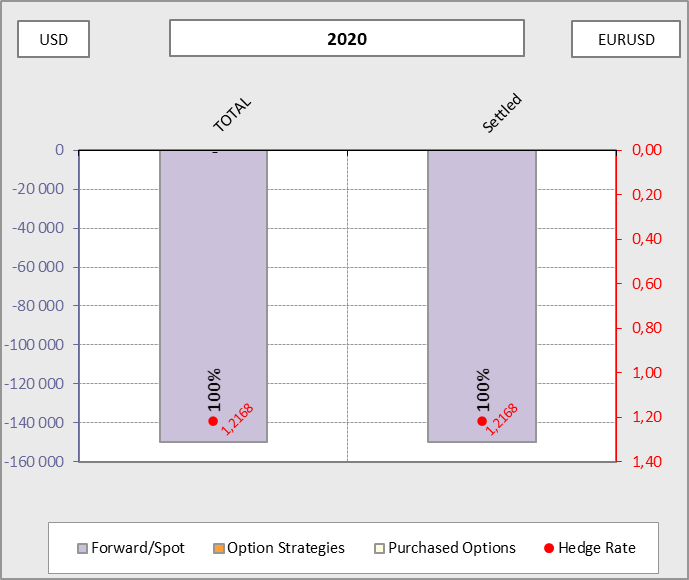 USD
2020
EURUSD
TOTAL
Settled
0
-20 000
-40 000
-60 000
-80 000
-100 000
-120 000
-140 000
-160 000
0,00
0,20
0,40
0,60
0,80
1,00
1,20
1,40
100%
1,2168
100%
1,2168
Forward/Spot
Option Strategies
Purchased Options
Hedge Rate